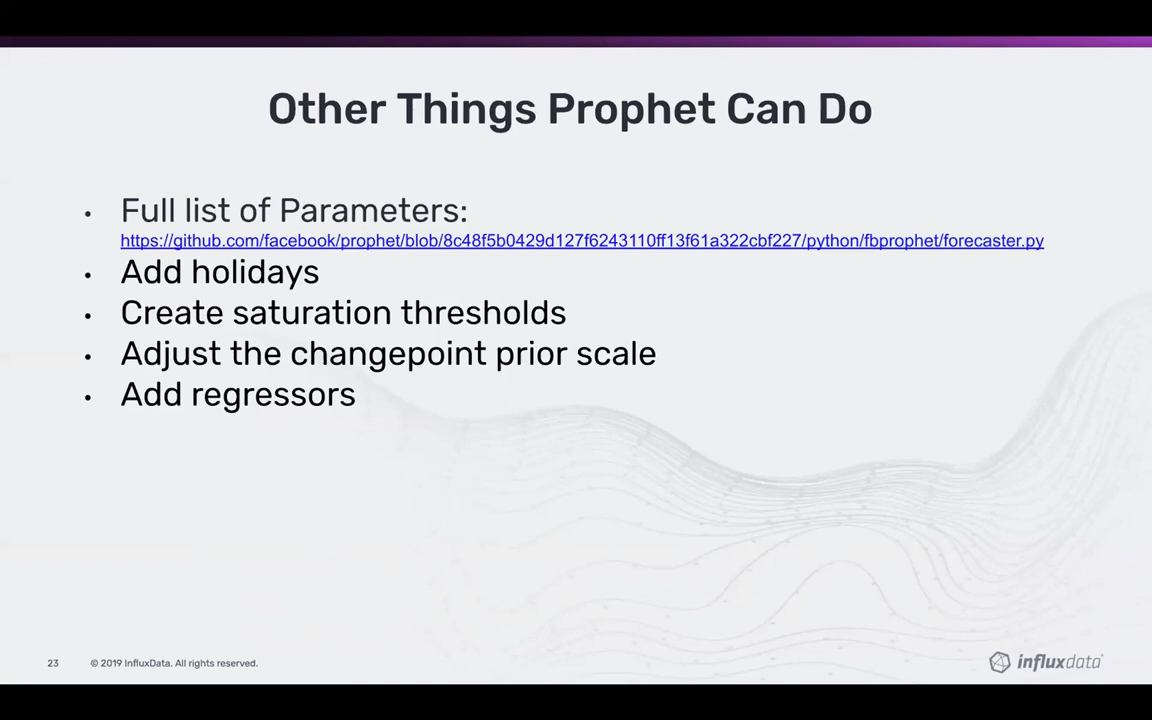 Other Things Prophet Can Do
• Full list of Parameters:
https://github.com/facebook/prophet/blob/8c48f5b0429d127f6243110ff13f61a322cbf227/python/fbprophet/forecaster.py
• Add holidays
• Create saturation thresholds
• Adjust the changepoint prior scale
• Add regressors
23 © 2019 InfluxData. All rights reserved.
influxdata